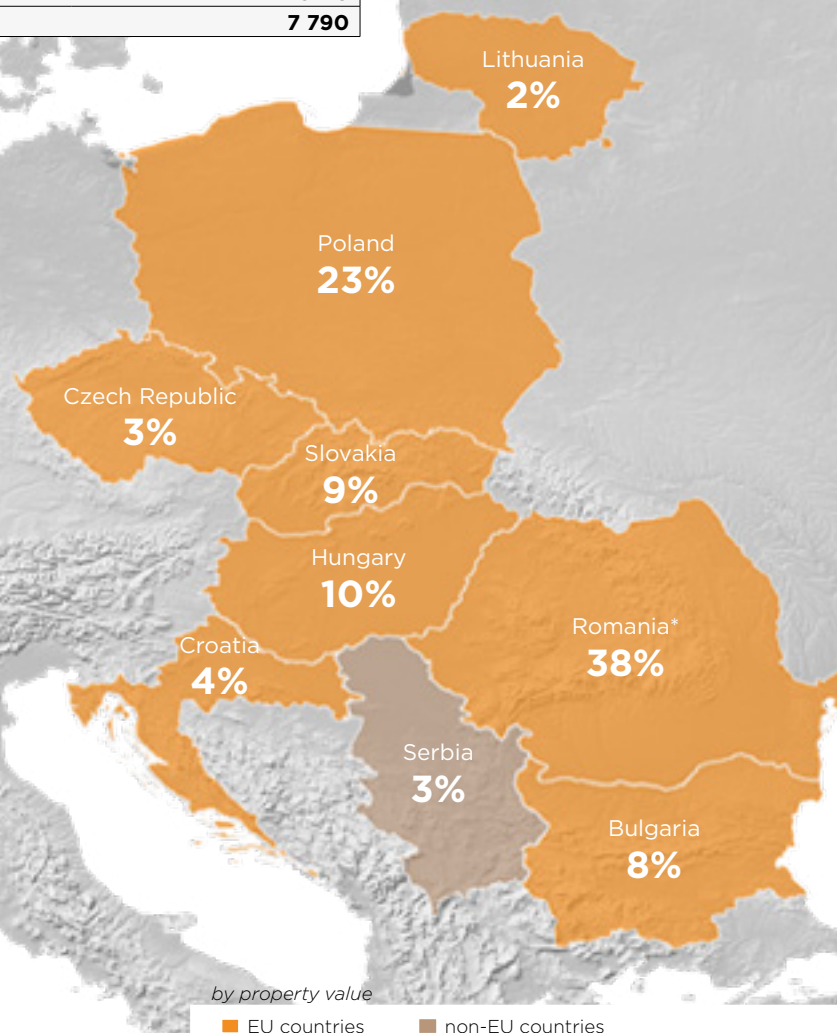 7 790
Lithuania
2%
Poland
23%
Czech Republic
3%
Slovakia
9%
Hungary
10%
Romania*
38%
Croatia
4%
Serbia
3%
Bulgaria
8%
by property value
EU countries
non-EU countries